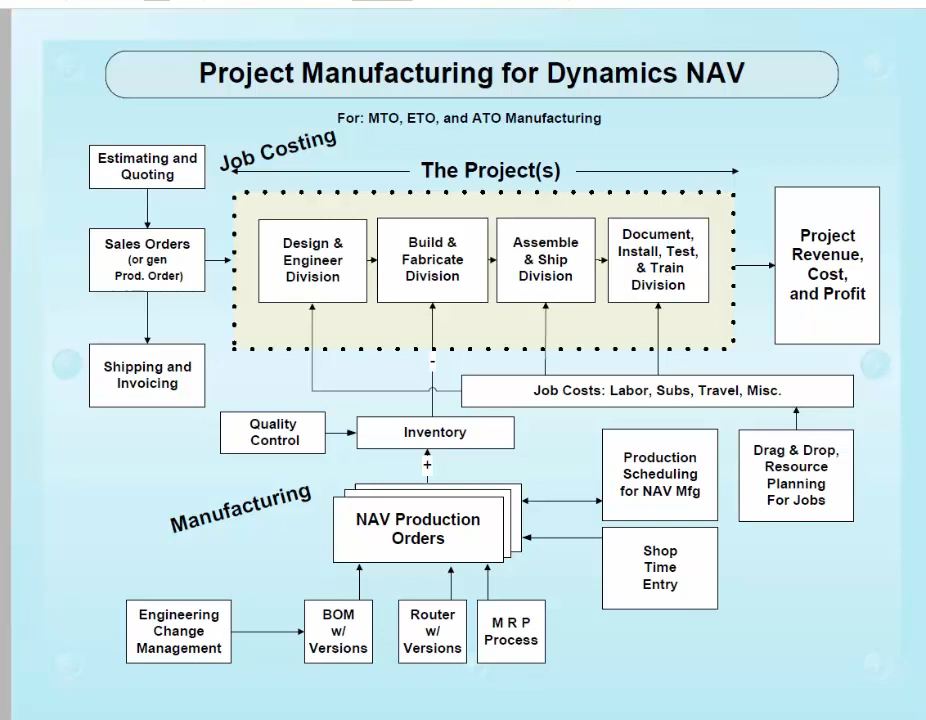 Project Manufacturing for Dynamics NAV
For: MTO, ETO, and ATO Manufacturing
Job Costing
The Project(s)
Estimating and
Quoting
Sales Orders
(or gen
Prod. Order)
Shipping and
Invoicing
Design &
Engineer
Division
Build &
Fabricate
Division
Assemble
& Ship
Division
Document,
Install, Test,
& Train
Division
Project
Revenue,
Cost,
and Profit
-
Job Costs: Labor, Subs, Travel, Misc.
Quality
Control
Inventory
+
Drag & Drop,
Resource
Planning
For Jobs
Production
Scheduling
for NAV Mfg
Manufacturing
NAV Production
Orders
Shop
Time
Entry
Engineering
Change
Management
BOM
w/
Versions
Router
w/
Versions
M R P
Process